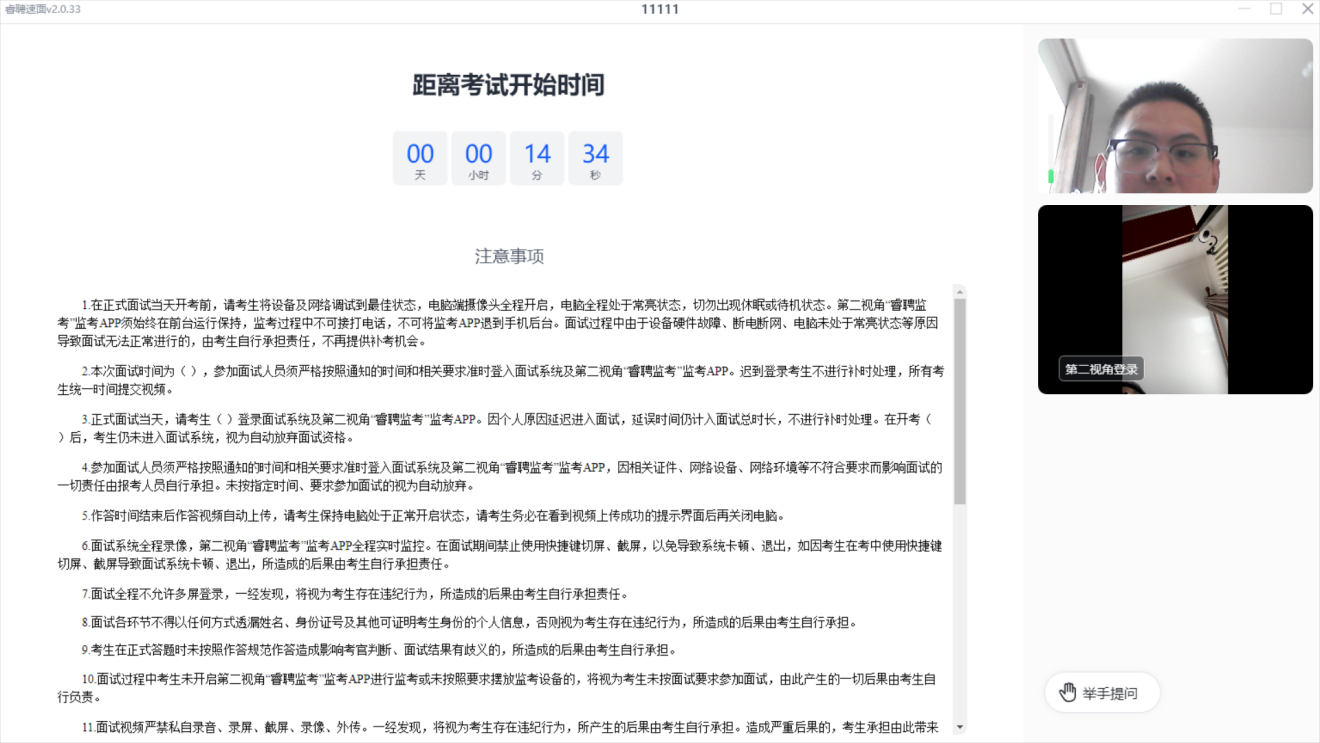 睿聘速面v2.0.33
11111
距离考试开始时间
00 00 14 34
天 小时 分 秒
注意事项
1.在正式面试当天开考前，请考生将设备及网络调试到最佳状态，电脑端摄像头全程开启，电脑全程处于常亮状态，切勿出现休眠或待机状态。第二视角“睿聘监
考”监考APP须始终在前台运行保持，监考过程中不可接打电话，不可将监考APP退到手机后台。面试过程中由于设备硬件故障、断电断网、电脑未处于常亮状态等原因
导致面试无法正常进行的，由考生自行承担责任，不再提供补考机会。
2.本次面试时间为（ ），参加面试人员须严格按照通知的时间和相关要求准时登入面试系统及第二视角“睿聘监考”监考APP。迟到登录考生不进行补时处理，所有考
生统一时间提交视频。
3.正式面试当天，请考生（ ）登录面试系统及第二视角“睿聘监考”监考APP。因个人原因延迟进入面试，延误时间仍计入面试总时长，不进行补时处理。在开考（
）后，考生仍未进入面试系统，视为自动放弃面试资格。
4.参加面试人员须严格按照通知的时间和相关要求准时登入面试系统及第二视角“睿聘监考”监考APP，因相关证件、网络设备、网络环境等不符合要求而影响面试的
一切责任由报考人员自行承担。未按指定时间、要求参加面试的视为自动放弃。
5.作答时间结束后作答视频自动上传，请考生保持电脑处于正常开启状态，请考生务必在看到视频上传成功的提示界面后再关闭电脑。
6.面试系统全程录像，第二视角“睿聘监考”监考APP全程实时监控。在面试期间禁止使用快捷键切屏、截屏，以免导致系统卡顿、退出，如因考生在考中使用快捷键
切屏、截屏导致面试系统卡顿、退出，所造成的后果由考生自行承担责任。
7.面试全程不允许多屏登录，一经发现，将视为考生存在违纪行为，所造成的后果由考生自行承担责任。
8.面试各环节不得以任何方式透漏姓名、身份证号及其他可证明考生身份的个人信息，否则视为考生存在违纪行为，所造成的后果由考生自行承担。
9.考生在正式答题时未按照作答规范作答造成影响考官判断、面试结果有歧义的，所造成的后果由考生自行承担。
10.面试过程中考生未开启第二视角“睿聘监考”监考APP进行监考或未按照要求摆放监考设备的，将视为考生未按面试要求参加面试，由此产生的一切后果由考生自
行负责。
11.面试视频严禁私自录音、录屏、截屏、录像、外传。一经发现，将视为考生存在违纪行为，所产生的后果由考生自行承担。造成严重后果的，考生承担由此带来
第二视角登录
举手提问